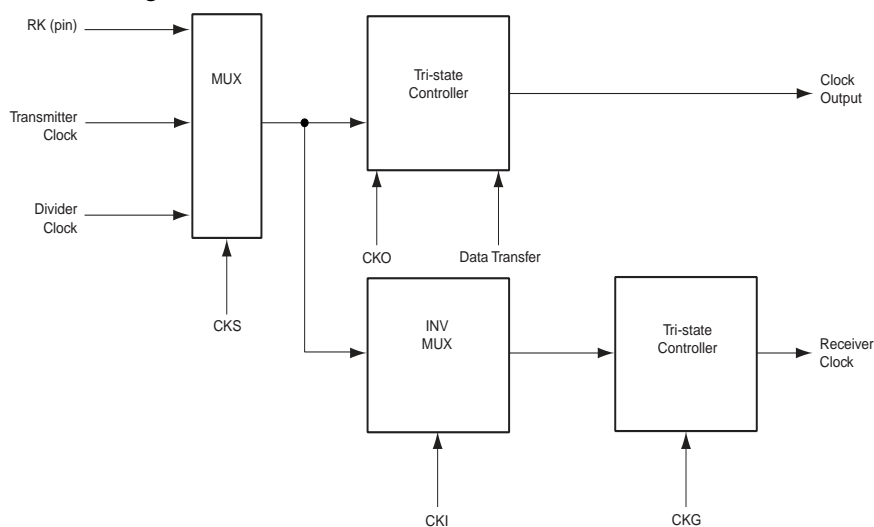 RK (pin)
MUX
Tri-state
Controller
Clock
Output
Transmitter
Clock
Divider
Clock
CKO
Data Transfer
CKS
INV
MUX
Tri-state
Controller
Receiver
Clock
CKI
CKG